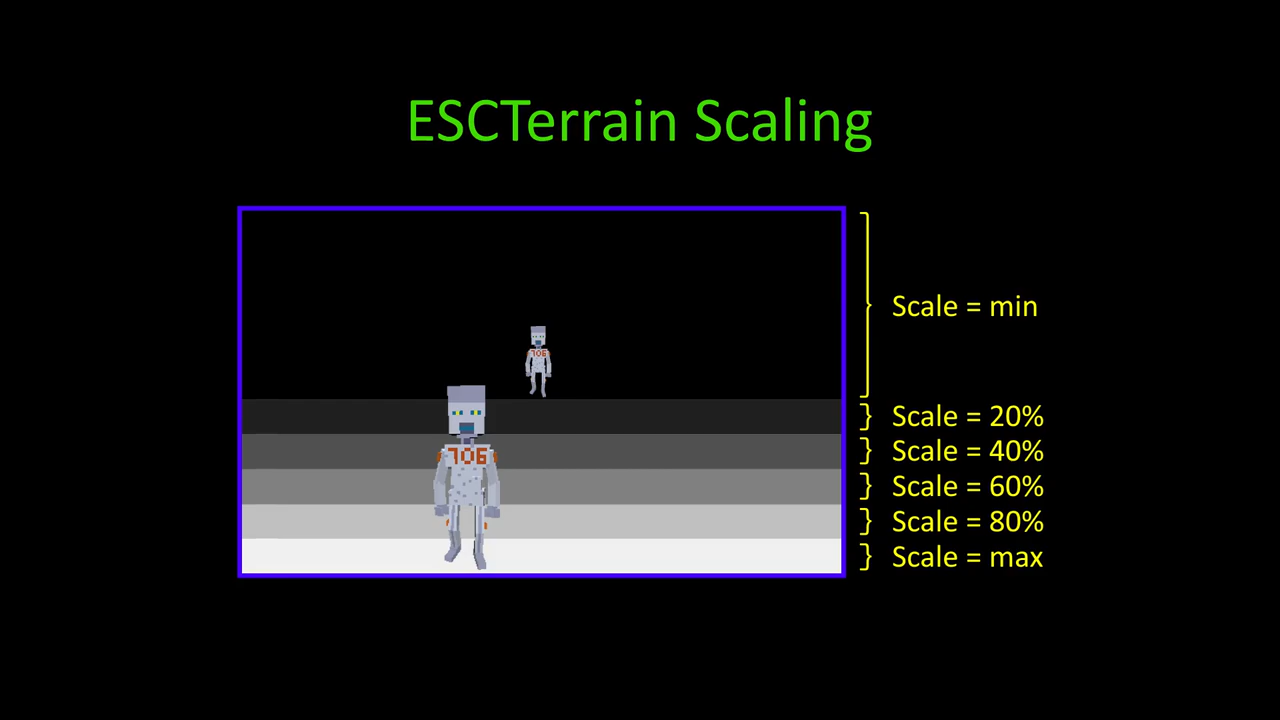 ESCTerrain Scaling
Scale = min
706
Scale = 20%
Scale = 40%
706
Scale = 60%
Scale = 80%
Scale = max